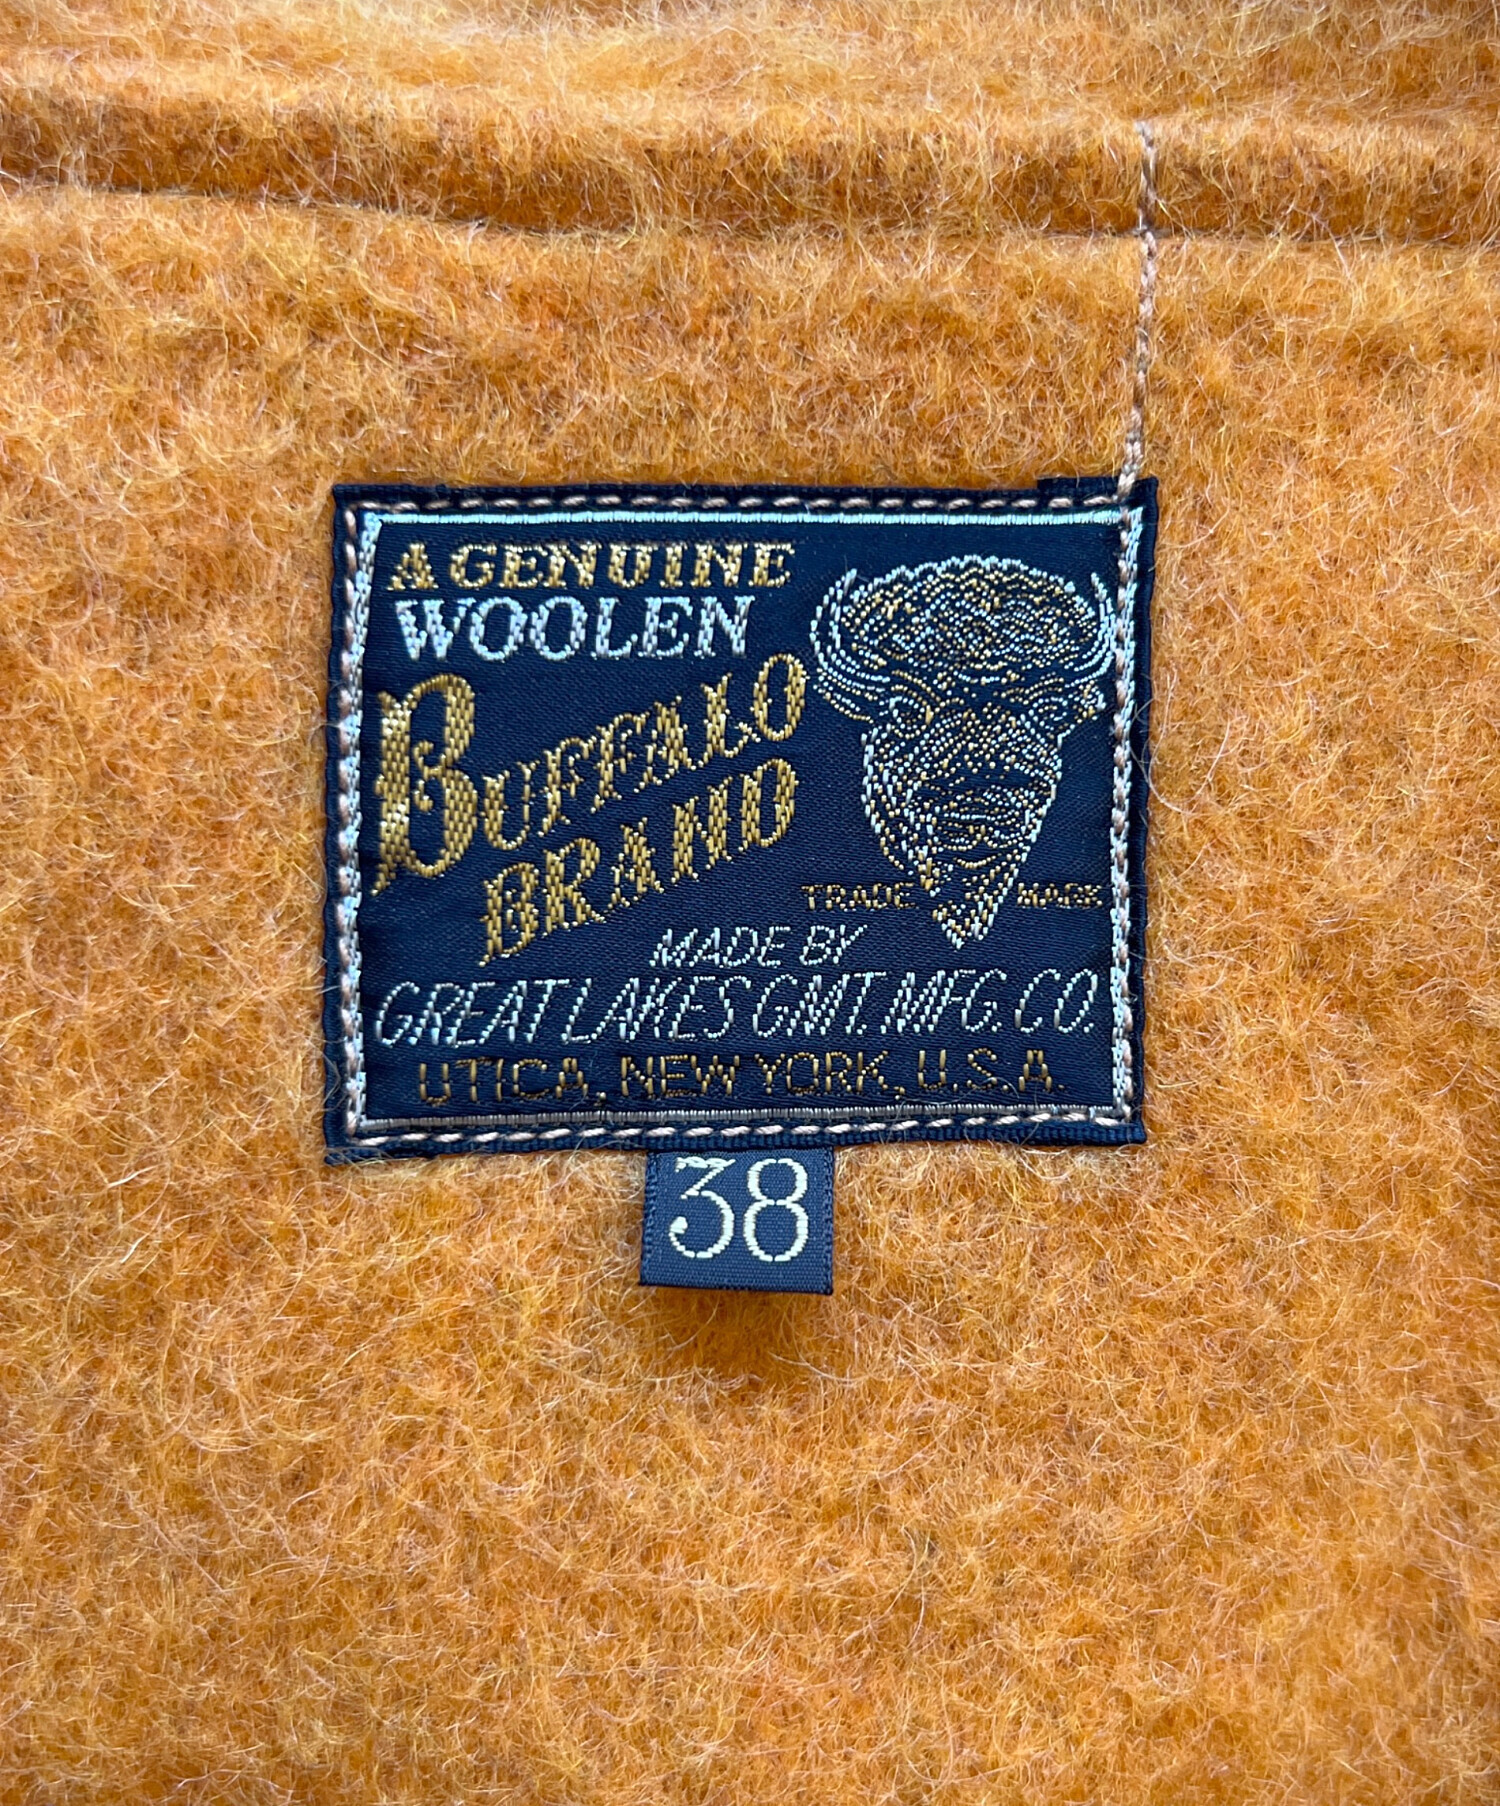 A GENUINE
WOOLEN
BUFFALO
BRAND
TRADE MARK
MADE BY
GREAT LAKES GMT. MFG. CO.
UTICA, NEW YORK, U.S.A.
38